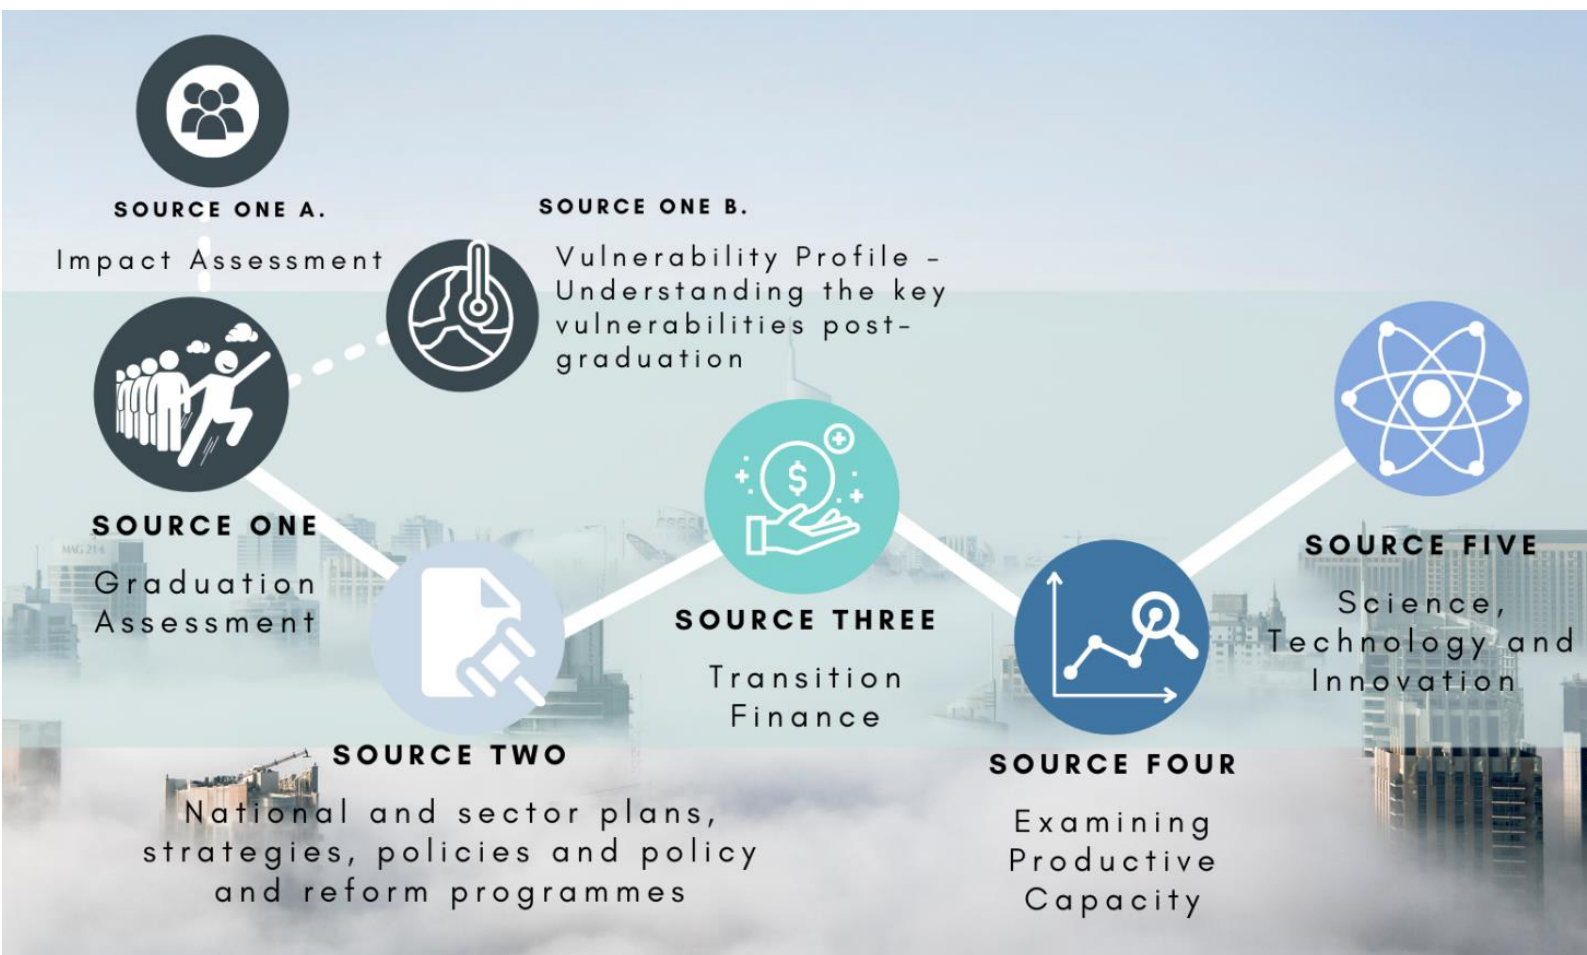 SOURCE ONE A.
Impact Assessment
SOURCE ONE B.
Vulnerability Profile -
Understanding the key
vulnerabilities post-
graduation
SOURCE ONE
Graduation
Assessment
SOURCE TWO
National and sector plans,
strategies, policies and policy
and reform programmes
$
SOURCE THREE
Transition
Finance
SOURCE FOUR
Examining
Productive
Capacity
SOURCE FIVE
Science,
Technology and
Innovation